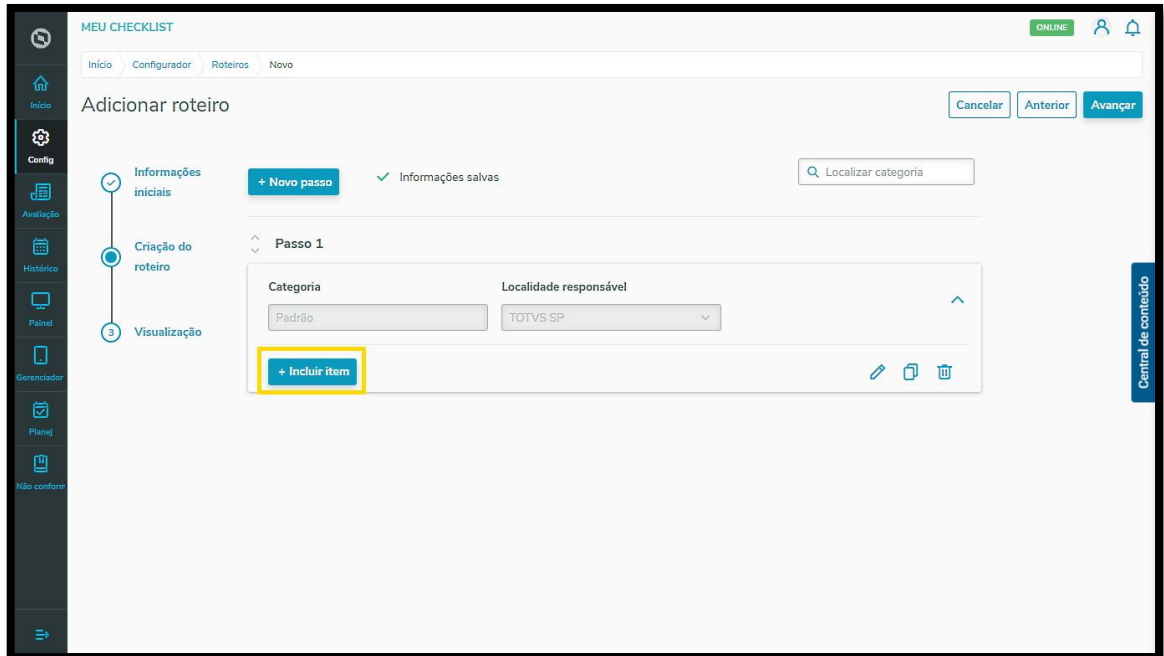 MEU CHECKLIST
ONLINE
Início
Configurador
Roteiros
Novo
Adicionar roteiro
Cancelar
Anterior
Avançar
Início
Config
Avaliação
Histórico
Painel
Gerenciador
Planej
Não conform
Informações
iniciais
Criação do
roteiro
3
Visualização
+ Novo passo
Informações salvas
Localizar categoria
Passo 1
Categoria
Localidade responsável
Padrão
TOTVS SP
+ Incluir item
Central de conteúdo